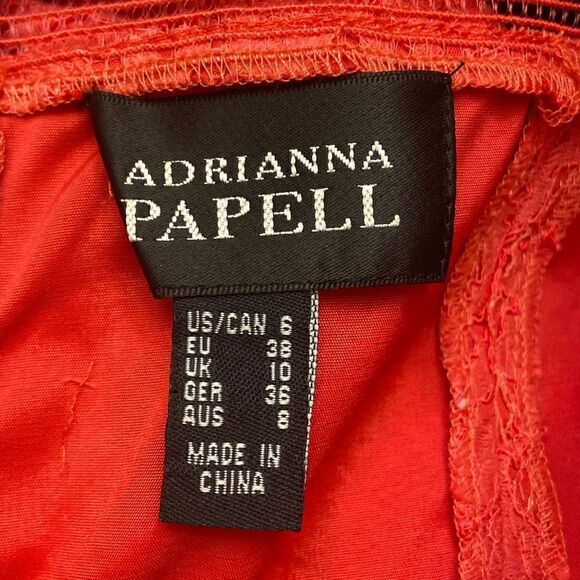 ADRIANNA
PAPELL
US/CAN 6
EU 38
UK 10
GER 36
AUS 8
MADE IN
CHINA